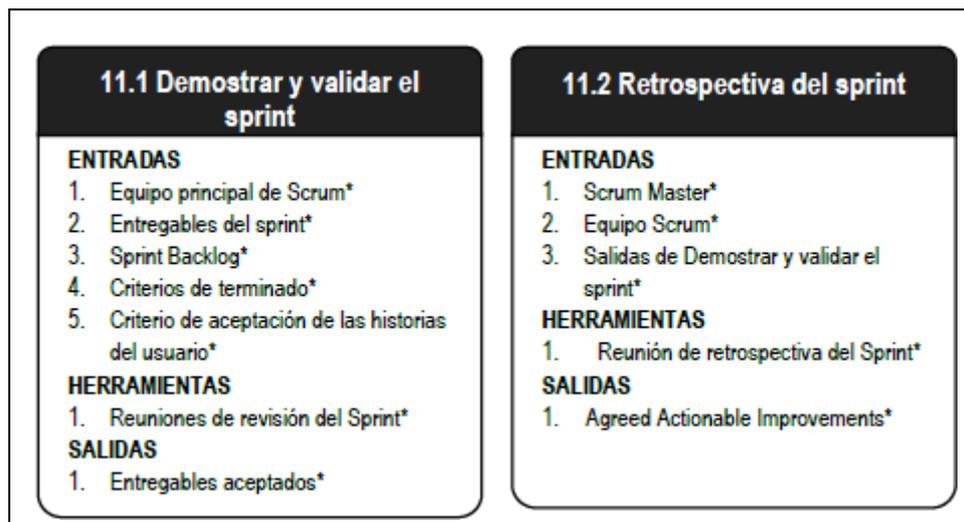 11.1 Demostrar y validar el
sprint
ENTRADAS
1. Equipo principal de Scrum*
2. Entregables del sprint*
3. Sprint Backlog*
4. Criterios de terminado*
5. Criterio de aceptación de las historias
del usuario*
HERRAMIENTAS
1. Reuniones de revisión del Sprint*
SALIDAS
1. Entregables aceptados*
11.2 Retrospectiva del sprint
ENTRADAS
1. Scrum Master*
2. Equipo Scrum*
3. Salidas de Demostrar y validar el
sprint*
HERRAMIENTAS
1. Reunión de retrospectiva del Sprint*
SALIDAS
1. Agreed Actionable Improvements*